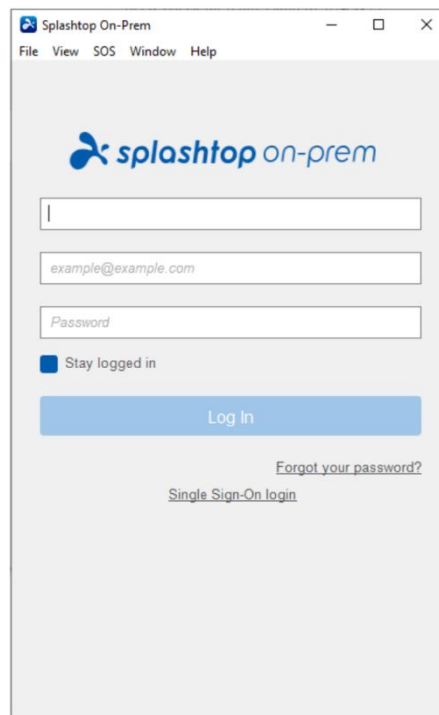 Splashtop On-Prem
File View SOS Window Help
splashtop on-prem
example@example.com
Password
Stay logged in
Log In
Forgot your password?
Single Sign-On login